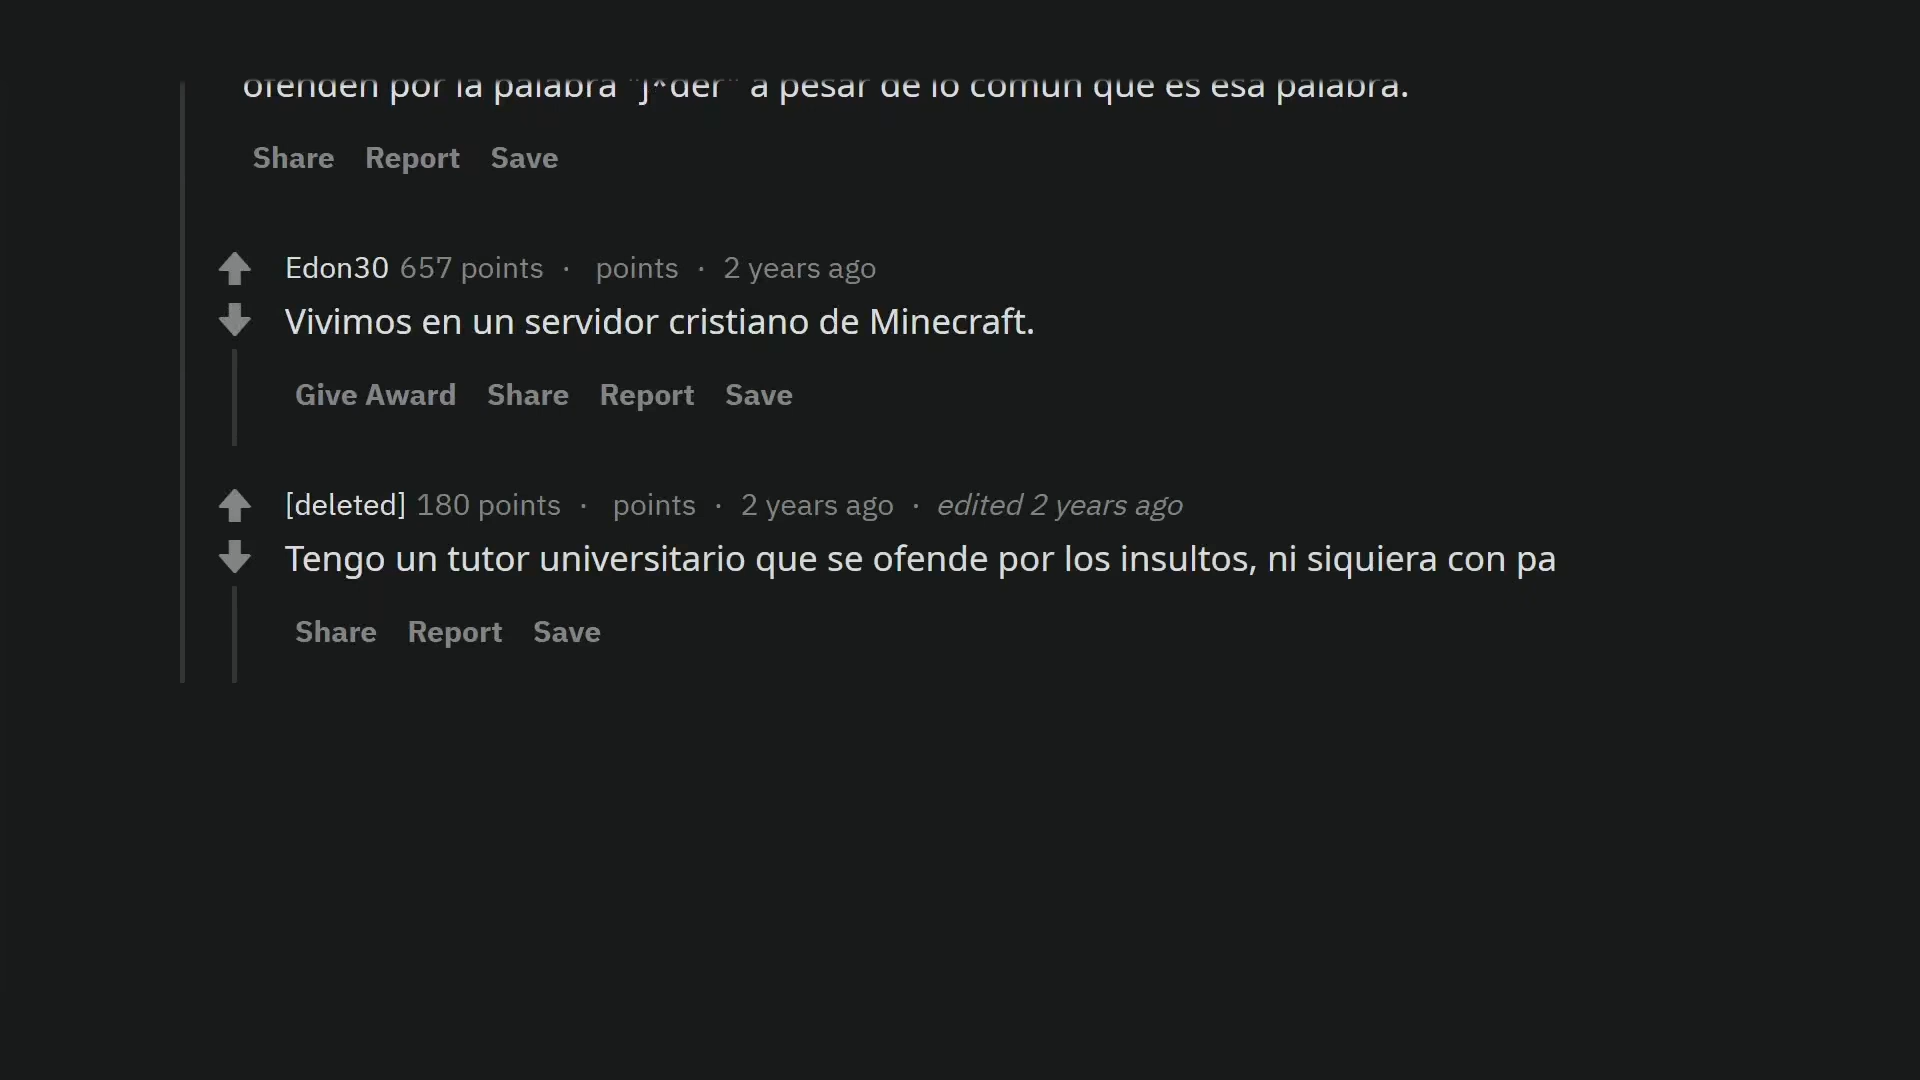 ofenden por la palabra "j*der" a pesar de lo común que es esa palabra.
Share Report Save
Edon30 657 points · points · 2 years ago
Vivimos en un servidor cristiano de Minecraft.
Give Award Share Report Save
[deleted] 180 points · points · 2 years ago · edited 2 years ago
Tengo un tutor universitario que se ofende por los insultos, ni siquiera con pa
Share Report Save